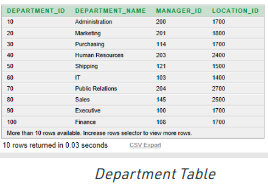 DEPARTMENT_ID DEPARTMENT_NAME MANAGER_ID LOCATION_ID
10 Administration 200 1700
20 Marketing 201 1800
30 Purchasing 114 1700
40 Human Resources 203 2400
50 Shipping 121 1500
60 IT 103 1400
70 Public Relations 204 2700
80 Sales 145 2500
90 Executive 100 1700
100 Finance 108 1700
More than 10 rows available. Increase rows selector to view more rows.
10 rows returned in 0.03 seconds CSV Export
Department Table